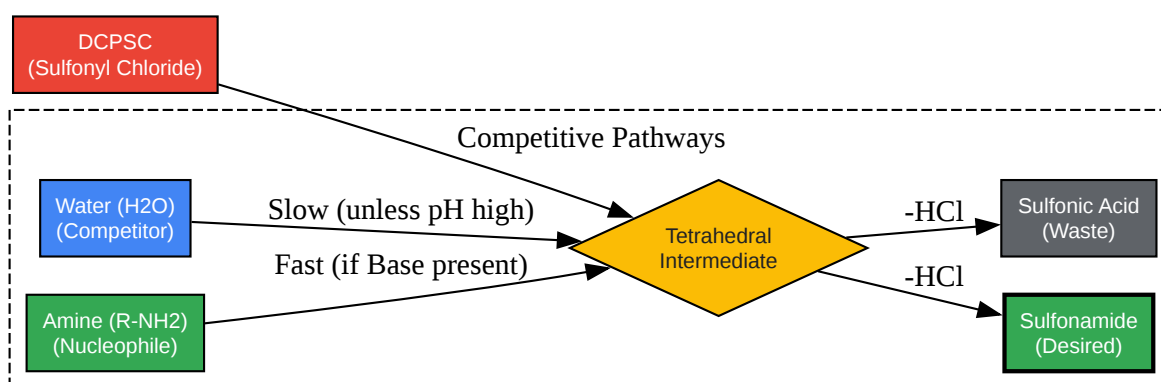 DCPSC
(Sulfonyl Chloride)
Competitive Pathways
Water (H2O)
(Competitor)
Slow (unless pH high)
Fast (if Base present)
Amine (R-NH2)
(Nucleophile)
Tetrahedral
Intermediate
-HCl
Sulfonic Acid
(Waste)
-HCl
Sulfonamide
(Desired)